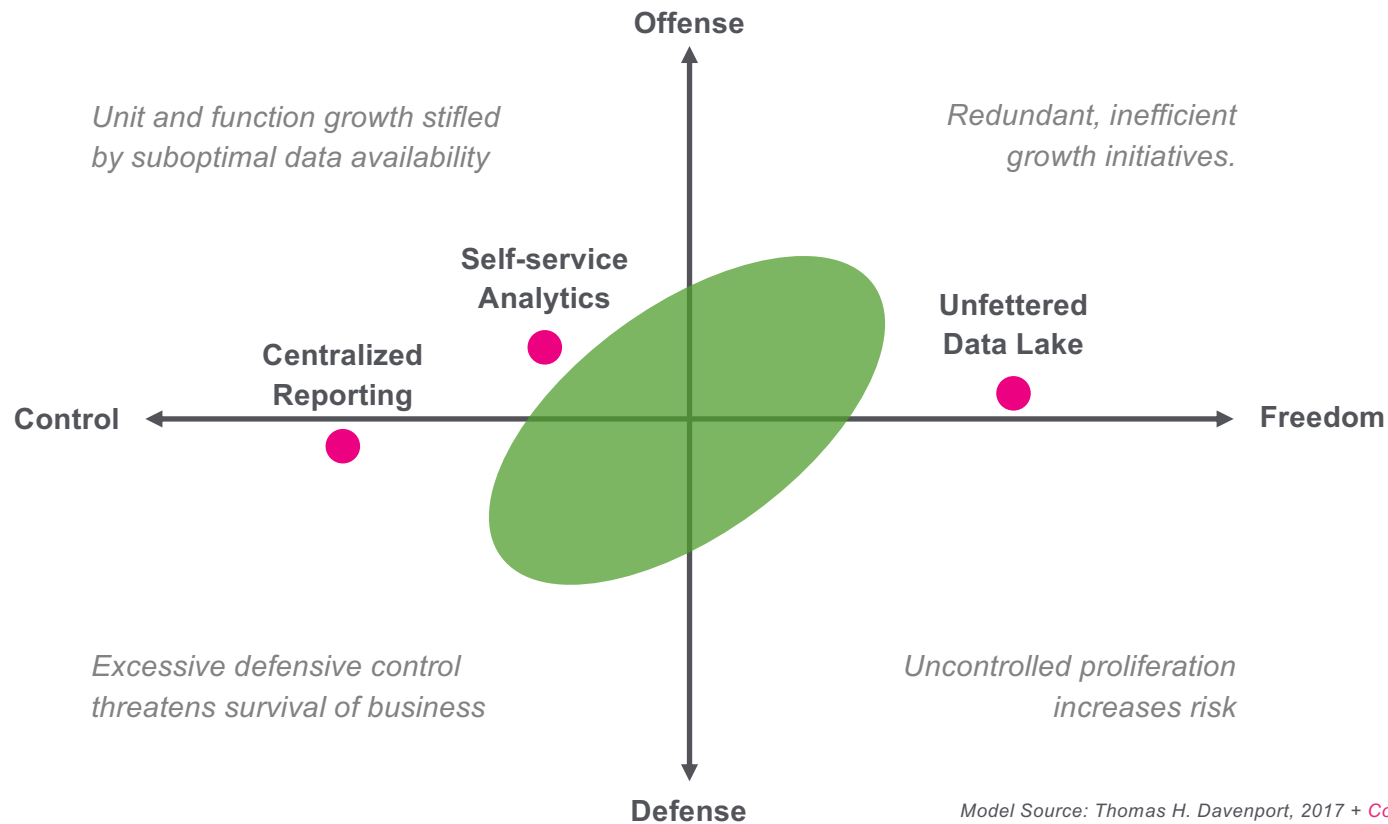 Offense
Unit and function growth stifled
by suboptimal data availability
Redundant, inefficient
growth initiatives.
Self-service
Analytics
Unfettered
Data Lake
Centralized
Reporting
Control
Freedom
Excessive defensive control
threatens survival of business
Uncontrolled proliferation
increases risk
Defense
Model Source: Thomas H. Davenport, 2017 + Co